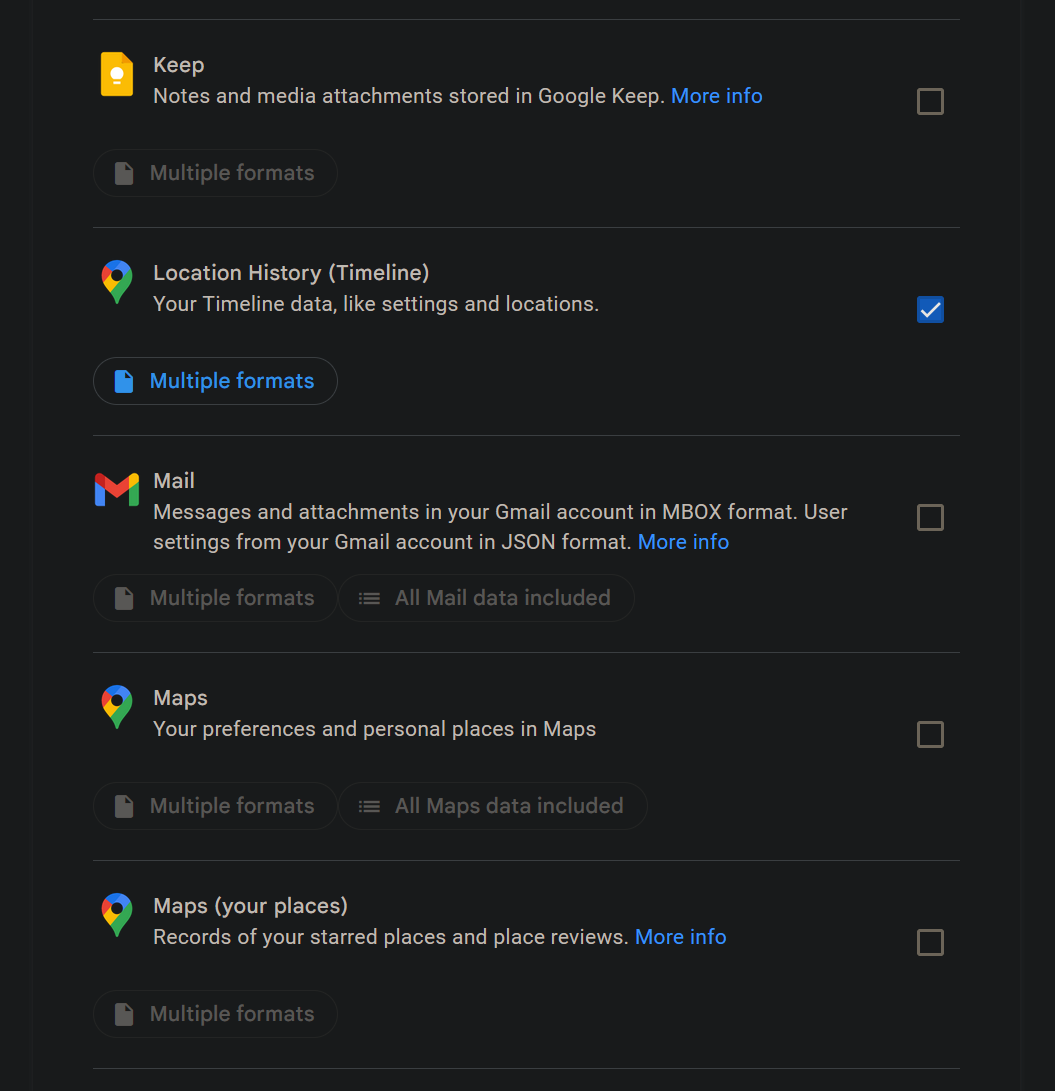 Keep
Notes and media attachments stored in Google Keep. More info
Multiple formats
Location History (Timeline)
Your Timeline data, like settings and locations.
Multiple formats
Mail
Messages and attachments in your Gmail account in MBOX format. User
settings from your Gmail account in JSON format. More info
Multiple formats
All Mail data included
Maps
Your preferences and personal places in Maps
Multiple formats
All Maps data included
Maps (your places)
Records of your starred places and place reviews. More info
Multiple formats